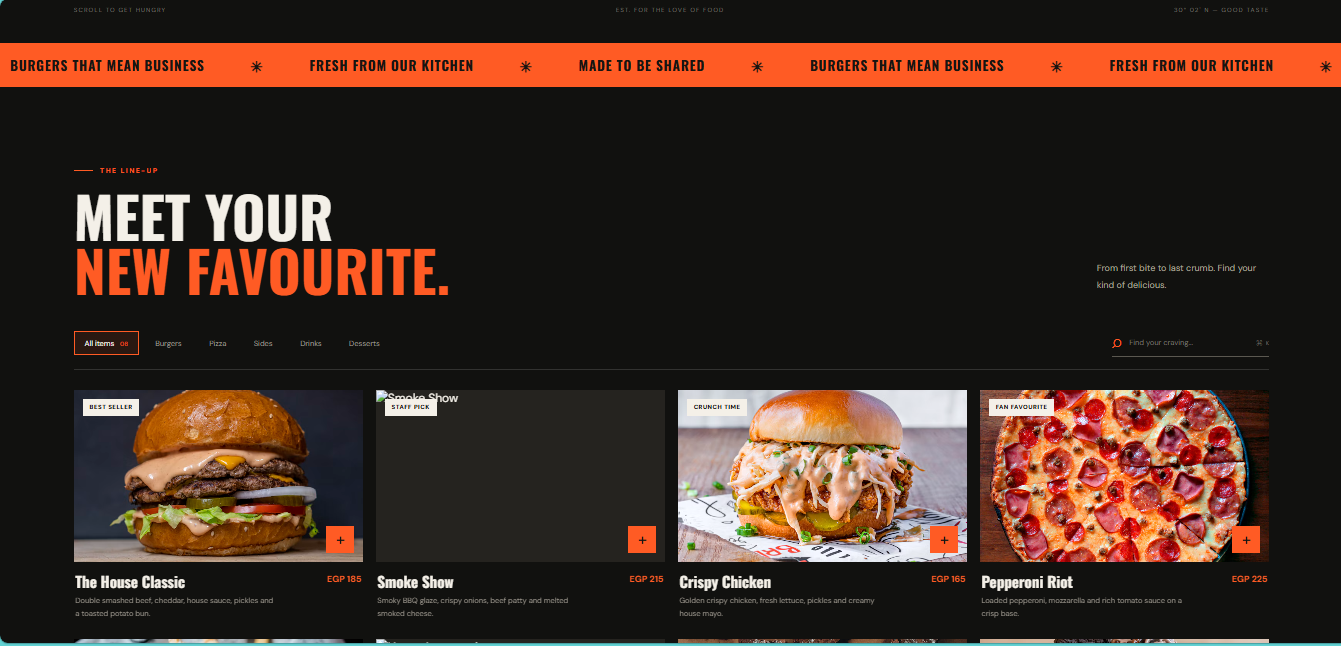 SCROLL TO GET HUNGRY
EST. FOR THE LOVE OF FOOD
30° 02' N — GOOD TASTE
BURGERS THAT MEAN BUSINESS ✳ FRESH FROM OUR KITCHEN ✳ MADE TO BE SHARED ✳ BURGERS THAT MEAN BUSINESS ✳ FRESH FROM OUR KITCHEN ✳
THE LINE-UP
MEET YOUR
NEW FAVOURITE.
From first bite to last crumb. Find your
kind of delicious.
All items 08
Burgers
Pizza
Sides
Drinks
Desserts
Find your craving...
⌘ K
BEST SELLER
Smoke Show
STAFF PICK
CRUNCH TIME
FAN FAVOURITE
+
+
+
+
The House Classic
EGP 185
Double smashed beef, cheddar, house sauce, pickles and
a toasted potato bun.
Smoke Show
EGP 215
Smoky BBQ glaze, crispy onions, beef patty and melted
smoked cheese.
Crispy Chicken
EGP 165
Golden crispy chicken, fresh lettuce, pickles and creamy
house mayo.
Pepperoni Riot
EGP 225
Loaded pepperoni, mozzarella and rich tomato sauce on a
crisp base.